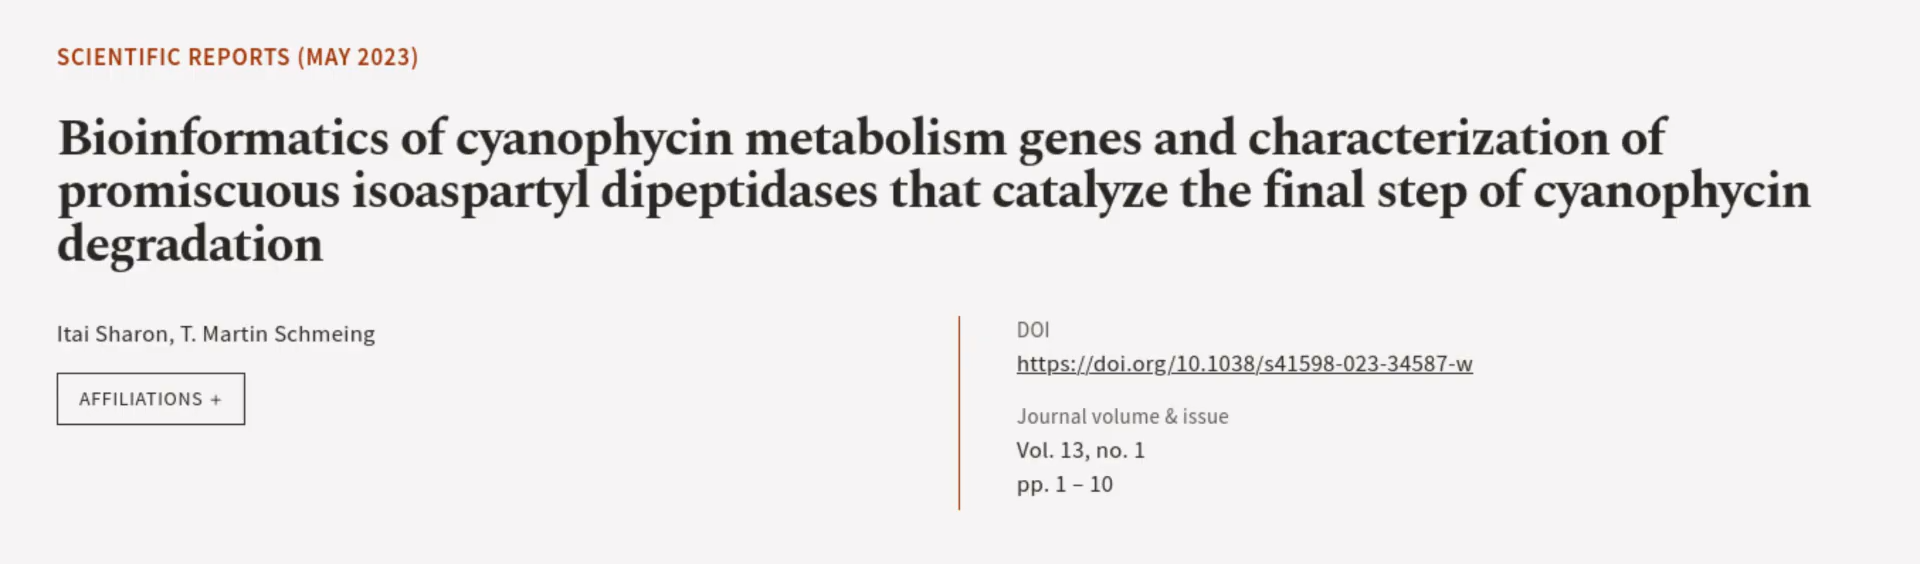 SCIENTIFIC REPORTS (MAY 2023)
Bioinformatics of cyanophycin metabolism genes and characterization of
promiscuous isoaspartyl dipeptidases that catalyze the final step of cyanophycin
degradation
Itai Sharon, T. Martin Schmeing
AFFILIATIONS +
DOI
https://doi.org/10.1038/s41598-023-34587-w
Journal volume & issue
Vol. 13, no. 1
pp. 1 – 10